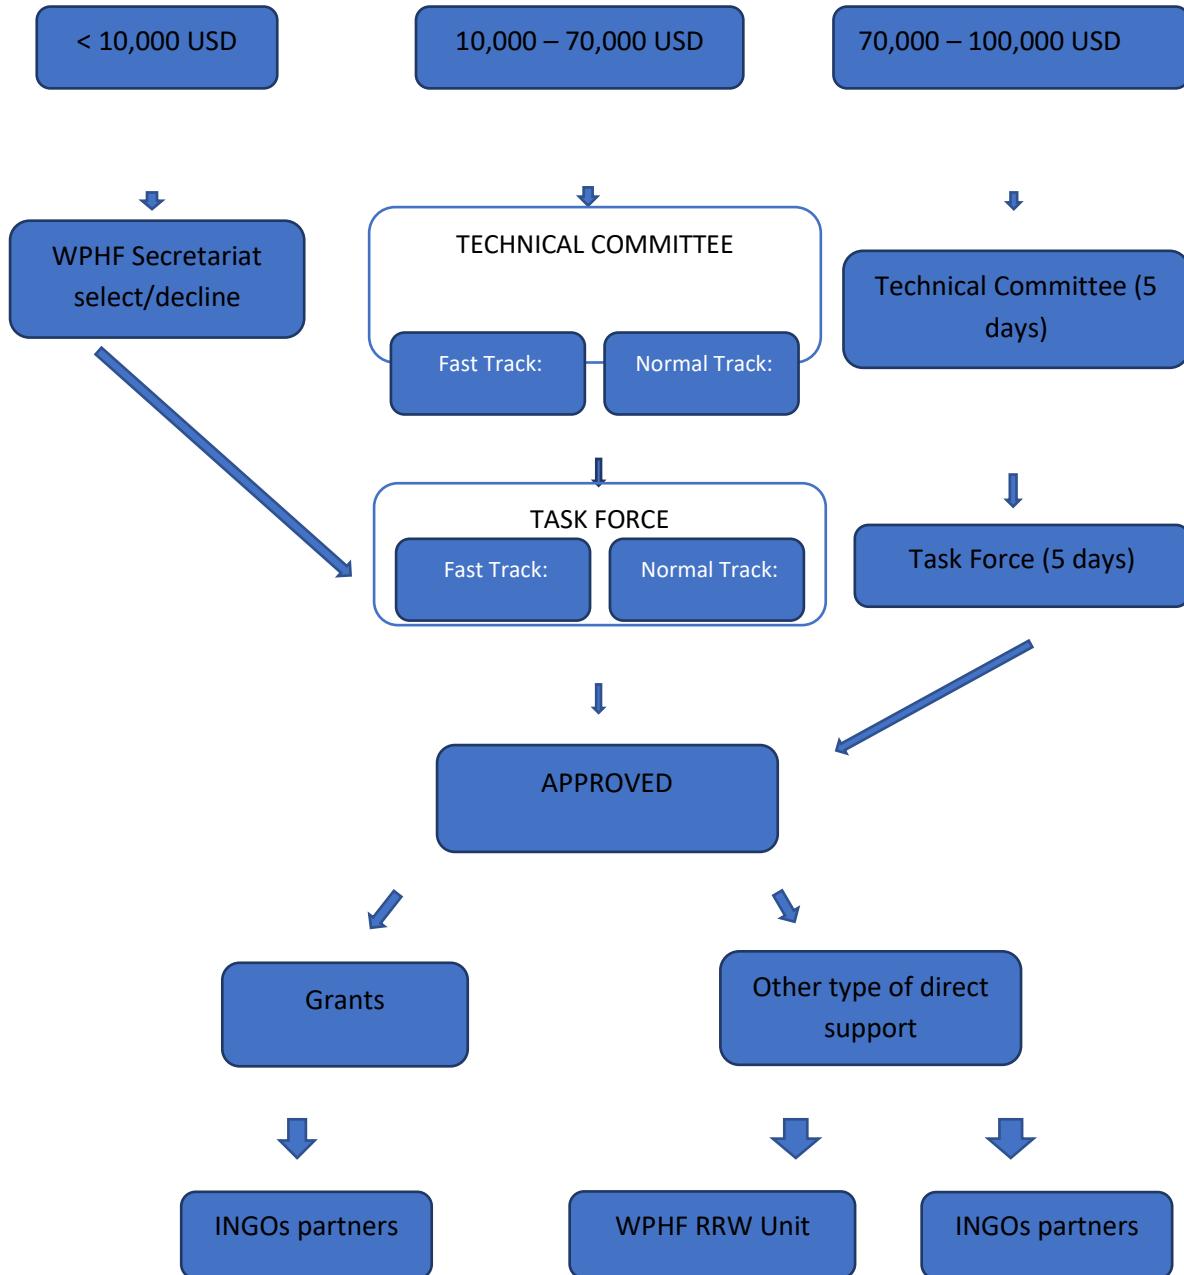 < 10,000 USD
10,000 – 70,000 USD
70,000 – 100,000 USD
WPHF Secretariat
select/decline
TECHNICAL COMMITTEE
Fast Track:
Normal Track:
Technical Committee (5
days)
TASK FORCE
Fast Track:
Normal Track:
Task Force (5 days)
APPROVED
Grants
Other type of direct
support
INGOs partners
WPHF RRW Unit
INGOs partners